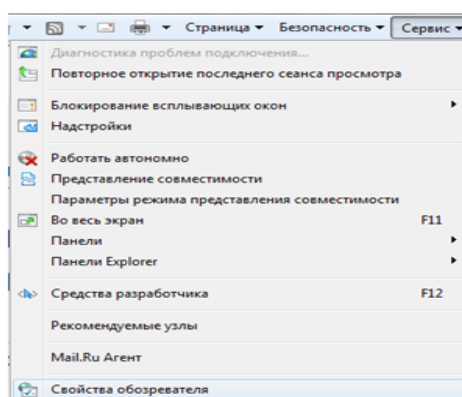 Страница Безопасность Сервис
Диагностика проблем подключения...
Повторное открытие последнего сеанса просмотра
Блокирование всплывающих окон
Надстройки
Работать автономно
Представление совместимости
Параметры режима представления совместимости
Во весь экран F11
Панели
Панели Explorer
Средства разработчика F12
Рекомендуемые узлы
Mail.Ru Агент
Свойства обозревателя